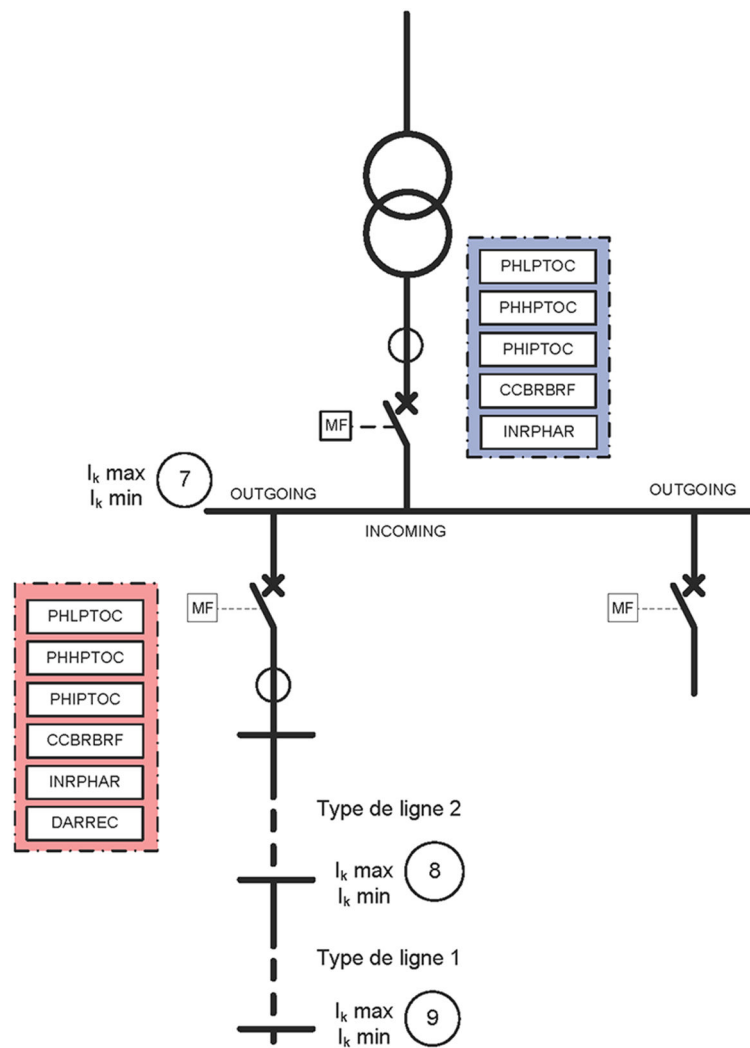 PHLPTOC
PHHPTOC
PHIPTOC
CCBRBRF
INRPHAR
MF
Ik max
Ik min
7
OUTGOING
INCOMING
OUTGOING
MF
MF
PHLPTOC
PHHPTOC
PHIPTOC
CCBRBRF
INRPHAR
DARREC
Type de ligne 2
Ik max
Ik min
8
Type de ligne 1
Ik max
Ik min
9